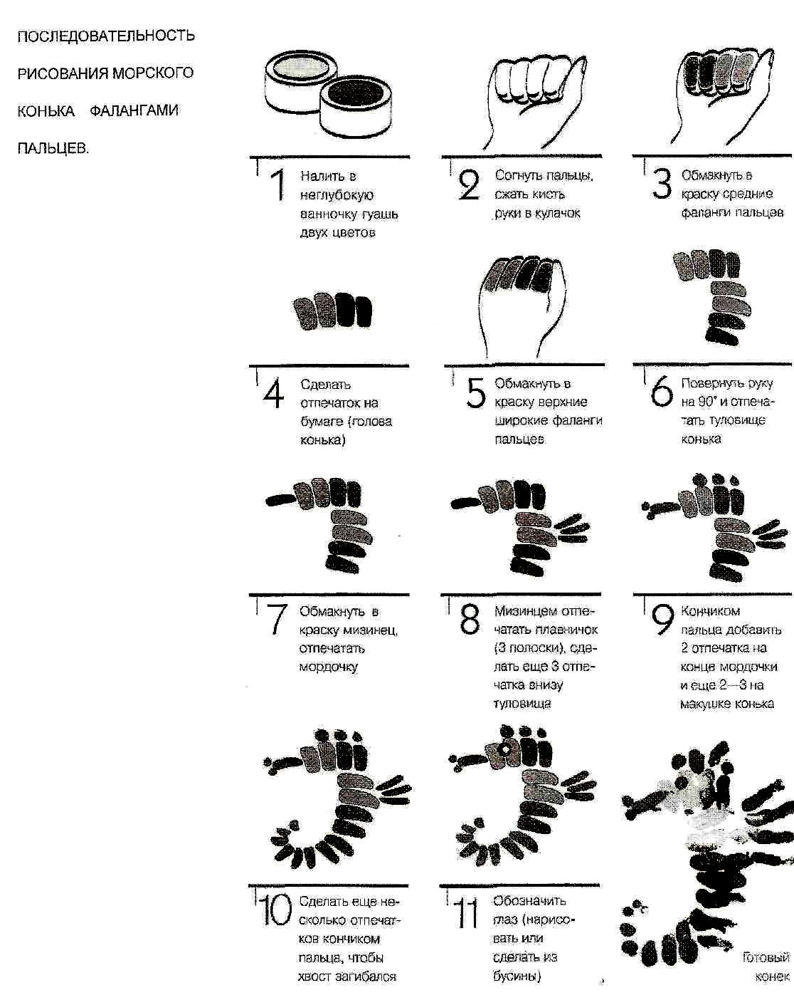 ПОСЛЕДОВАТЕЛЬНОСТЬ
РИСОВАНИЯ МОРСКОГО
КОНЬКА ФАЛАНГАМИ
ПАЛЬЦЕВ.
1 Налить в
неглубокую
ванночку гуашь
двух цветов
2 Согнуть пальцы,
сжать кисть
руки в кулачок
3 Обмакнуть в
краску средние
фаланги пальцев
4 Сделать
отпечаток на
бумаге (голова
конька)
5 Обмакнуть в
краску верхние
широкие фаланги
пальцев
6 Повернуть руку
на 90° и отпеча-
тать туловище
конька
7 Обмакнуть в
краску мизинец,
отпечатать
мордочку
8 Мизинцем отпе-
чатать плавничок
(3 полоски), сде-
лать еще 3 отпе-
чатка внизу
туловища
9 Кончиком
пальца добавить
2 отпечатка на
конце мордочки
и еще 2—3 на
макушке конька
10 Сделать еще не-
сколько отпечат-
ков кончиком
пальца, чтобы
хвост загибался
11 Обозначить
глаз (нарисо-
вать или
сделать из
бусины)
Готовый
конек